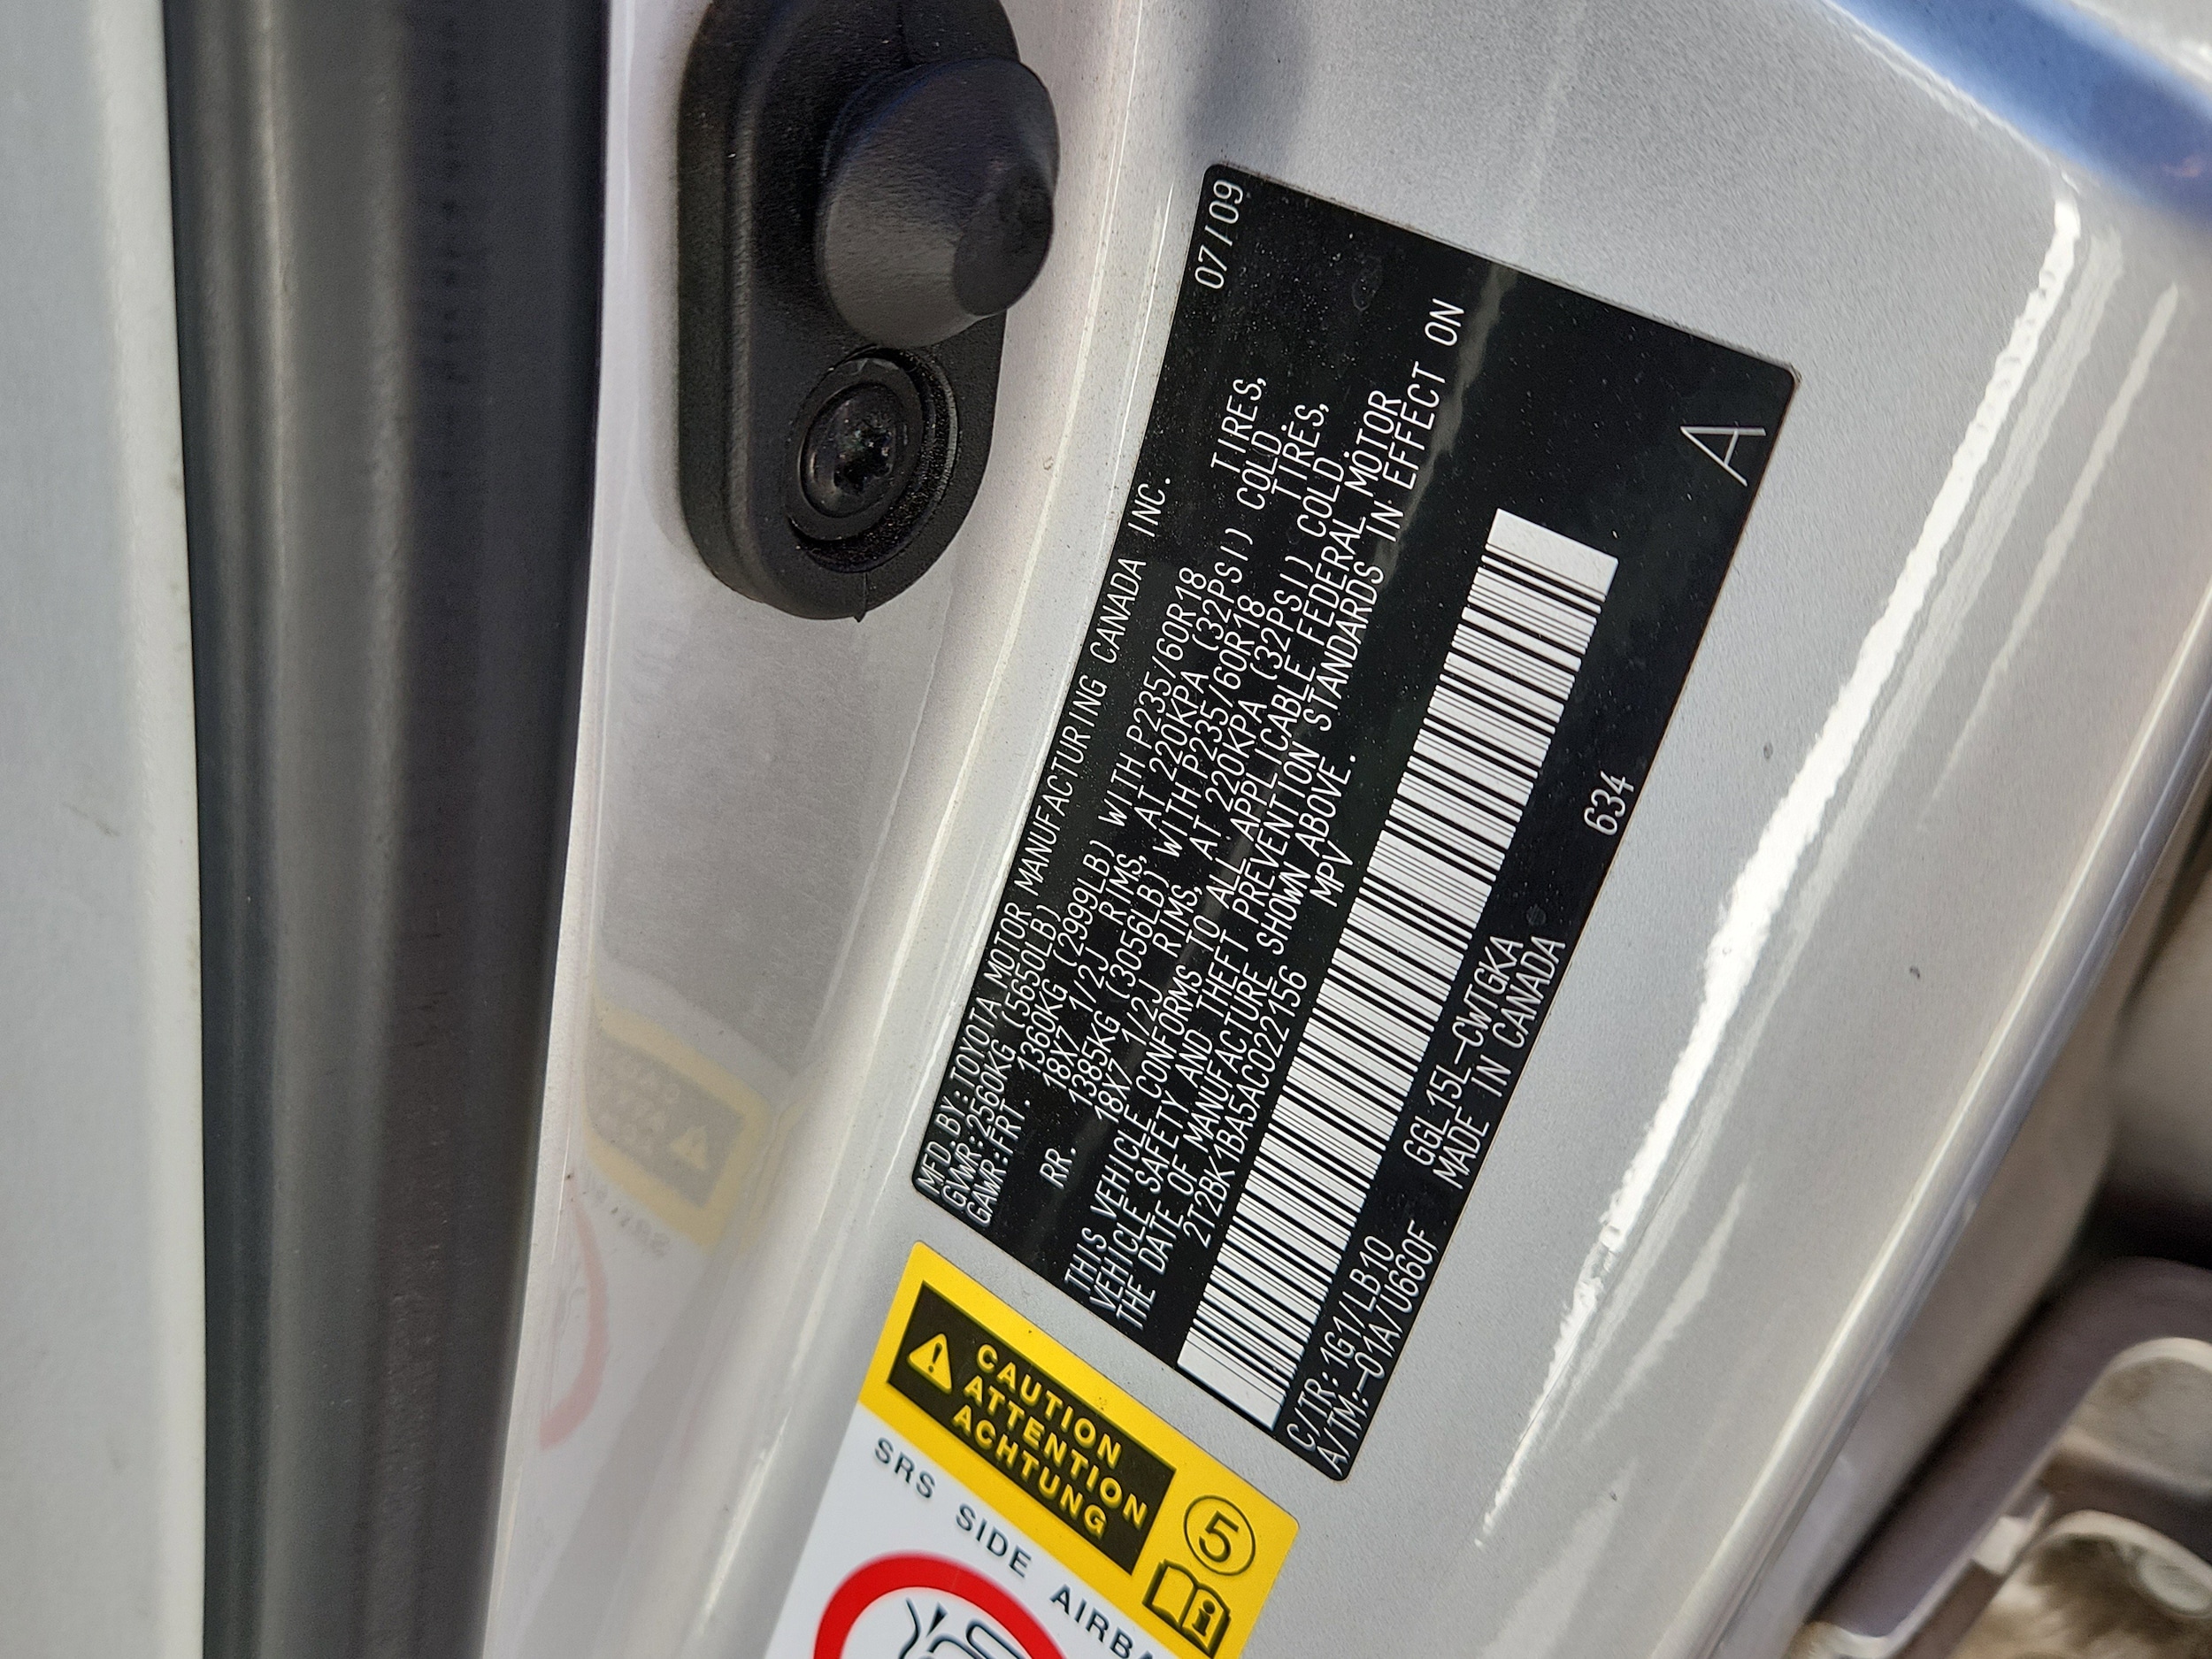 MFD.BY:TOYOTA MOTOR MANUFACTURING CANADA INC. 07/09
GVWR:2560KG (5650LB)
GAWR:FRT. 1360KG (2999LB) WITH P235/60R18 TIRES,
18X7 1/2J RIMS, AT 220KPA (32PSI) COLD.
RR. 1385KG (3056LB) WITH P235/60R18 TIRES,
18X7 1/2J RIMS, AT 220KPA (32PSI) COLD.
THIS VEHICLE CONFORMS TO ALL APPLICABLE FEDERAL MOTOR
VEHICLE SAFETY AND THEFT PREVENTION STANDARDS IN EFFECT ON
THE DATE OF MANUFACTURE SHOWN ABOVE.
2T2BK1BA5AC022156 MPV
C/TR:1G1/LB10 GGL15L-CWTGKA 634
A/TM:-01A/U660F MADE IN CANADA A
CAUTION
ATTENTION
ACHTUNG
5
SRS SIDE AIRBA